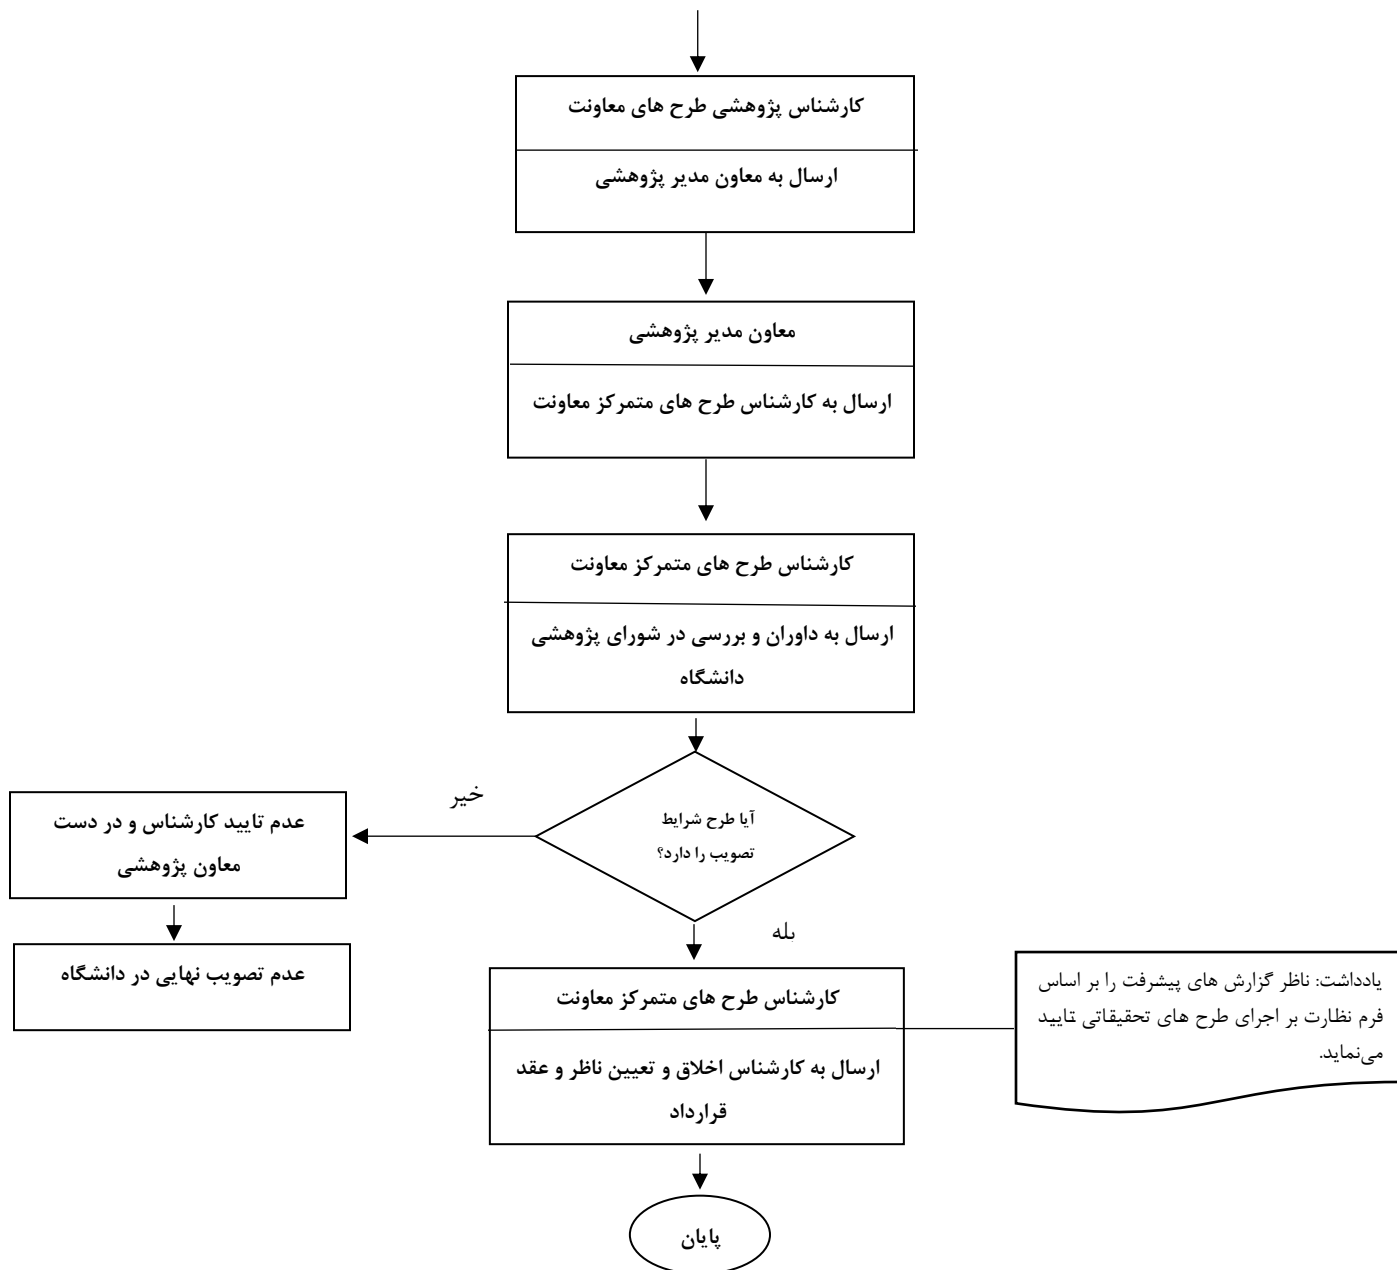 کارشناس پژوهشی طرح های معاونت
ارسال به معاون مدیر پژوهشی
معاون مدیر پژوهشی
ارسال به کارشناس طرح های متمرکز معاونت
کارشناس طرح های متمرکز معاونت
ارسال به داوران و بررسی در شورای پژوهشی
دانشگاه
آیا طرح شرایط
تصویب را دارد؟
خیر
عدم تایید کارشناس و در دست
معاون پژوهشی
عدم تصویب نهایی در دانشگاه
بله
کارشناس طرح های متمرکز معاونت
ارسال به کارشناس اخلاق و تعیین ناظر و عقد
قرارداد
یادداشت: ناظر گزارش های پیشرفت را بر اساس
فرم نظارت بر اجرای طرح های تحقیقاتی تایید
می‌نماید.
پایان